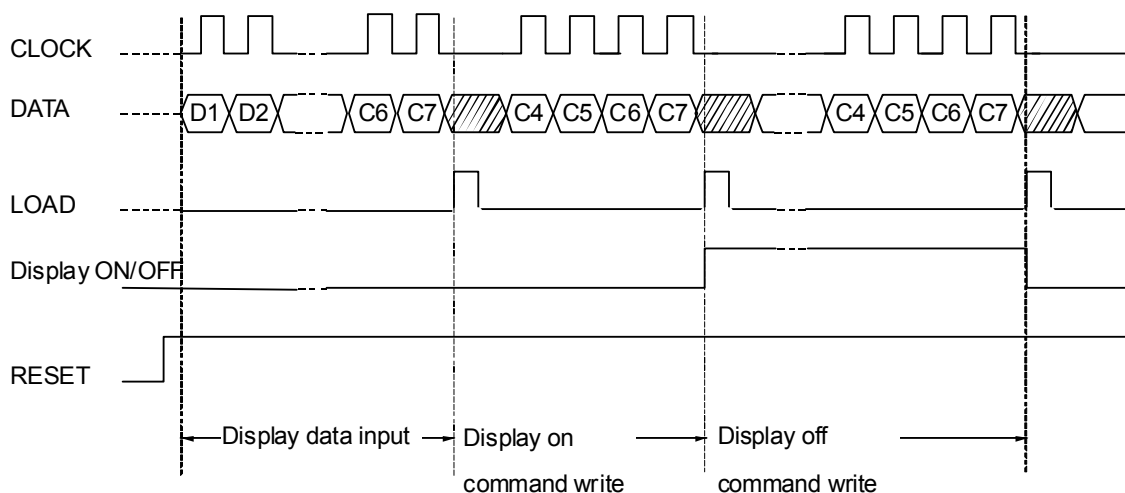 CLOCK
DATA D1 D2 C6 C7 C4 C5 C6 C7 C4 C5 C6 C7
LOAD
Display ON/OFF
RESET
Display data input Display on Display off
command write command write